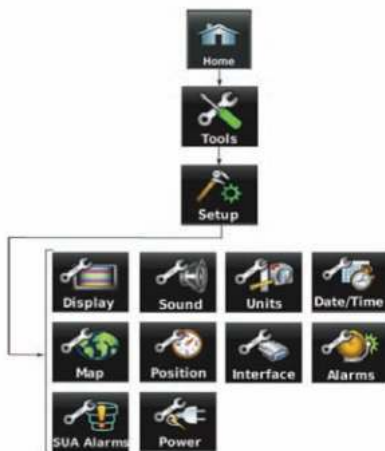 Home
Tools
Setup
Display
Sound
Units
Date/Time
Map
Position
Interface
Alarms
SUA Alarms
Power